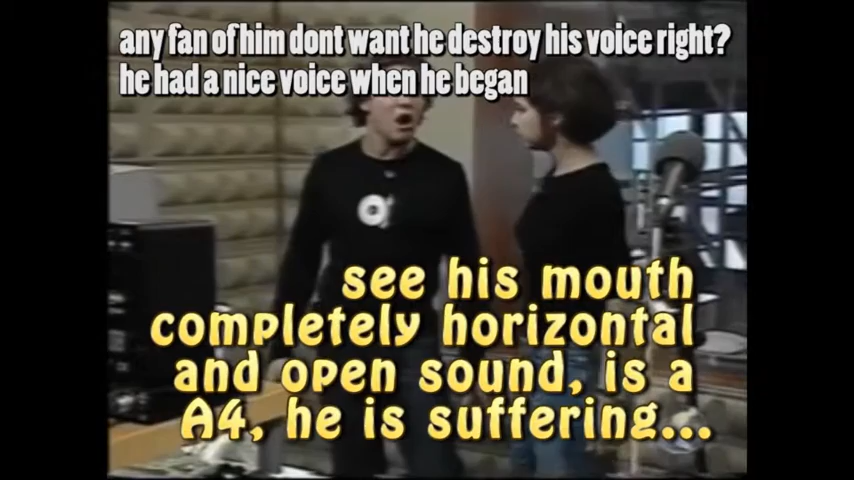 any fan of him dont want he destroy his voice right?
he had a nice voice when he began
see his mouth
completely horizontal
and open sound, is a
A4, he is suffering...